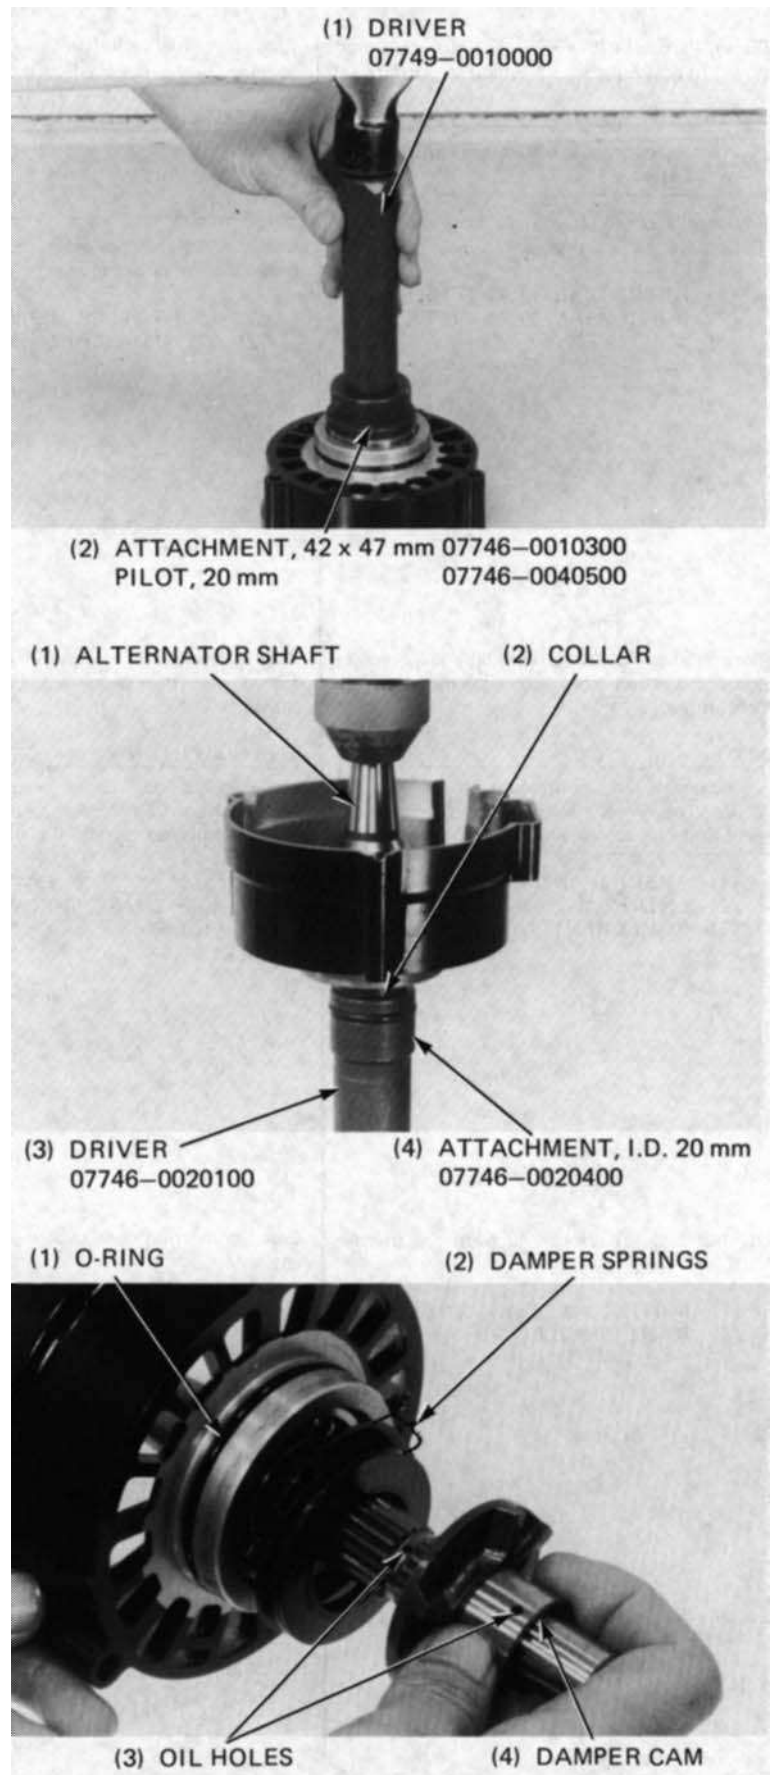 (1) DRIVER
07749–0010000
(2) ATTACHMENT, 42 x 47 mm 07746–0010300
PILOT, 20 mm 07746–0040500
(1) ALTERNATOR SHAFT (2) COLLAR
(3) DRIVER (4) ATTACHMENT, I.D. 20 mm
07746–0020100 07746–0020400
(1) O-RING (2) DAMPER SPRINGS
(3) OIL HOLES (4) DAMPER CAM